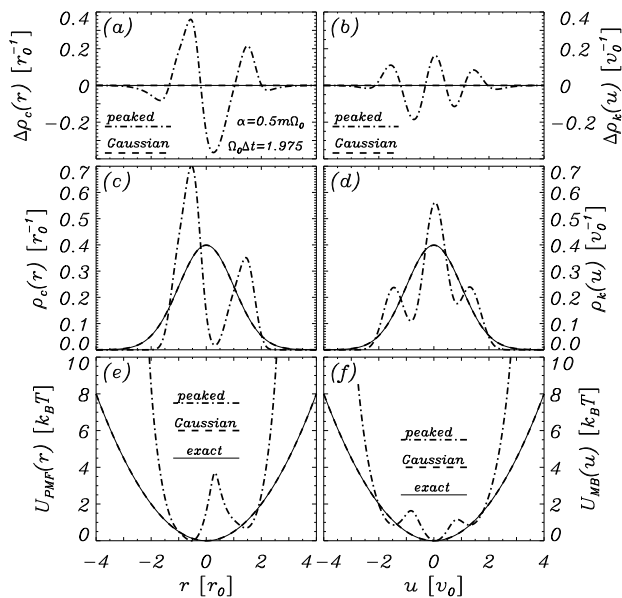 (a)
(b)
Δρc(r) [r0⁻¹]
0.4
0.2
0
−0.2
peaked
Gaussian
α=0.5mΩ0
Ω0Δt=1.975
peaked
Gaussian
0.4
0.2
0
−0.2
Δρk(u) [v0⁻¹]
(c)
(d)
ρc(r) [r0⁻¹]
0.7
0.6
0.5
0.4
0.3
0.2
0.1
0.0
0.7
0.6
0.5
0.4
0.3
0.2
0.1
0.0
ρk(u) [v0⁻¹]
(e)
(f)
UPMF(r) [kBT]
10
8
6
4
2
0
peaked
Gaussian
exact
peaked
Gaussian
exact
10
8
6
4
2
0
UMB(u) [kBT]
−4 −2 0 2 −4 −2 0 2 4
r [r0]
u [v0]